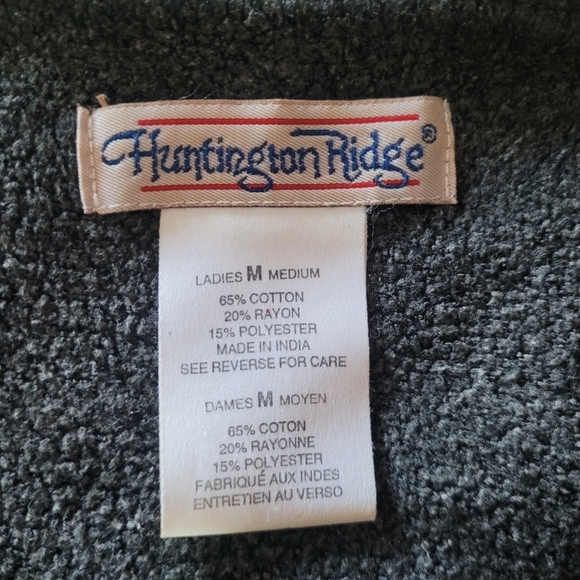 Huntington Ridge®
LADIES M MEDIUM
65% COTTON
20% RAYON
15% POLYESTER
MADE IN INDIA
SEE REVERSE FOR CARE
DAMES M MOYEN
65% COTON
20% RAYONNE
15% POLYESTER
FABRIQUÉ AUX INDES
ENTRETIEN AU VERSO